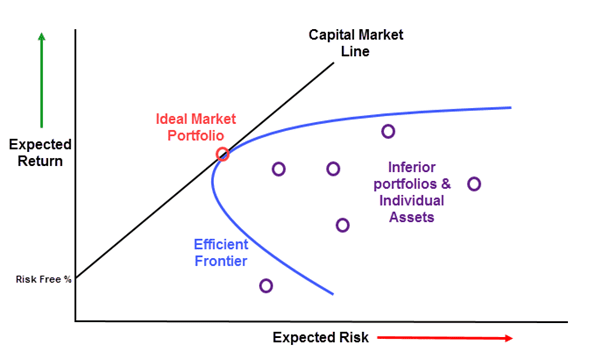 Capital Market
Line
Ideal Market
Portfolio
Expected
Return
Inferior
portfolios &
Individual
Assets
Efficient
Frontier
Risk Free %
Expected Risk